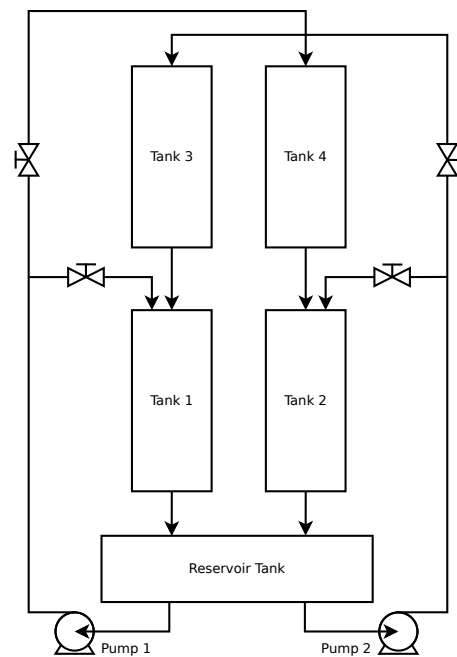 Tank 3
Tank 4
Tank 1
Tank 2
Reservoir Tank
Pump 1
Pump 2